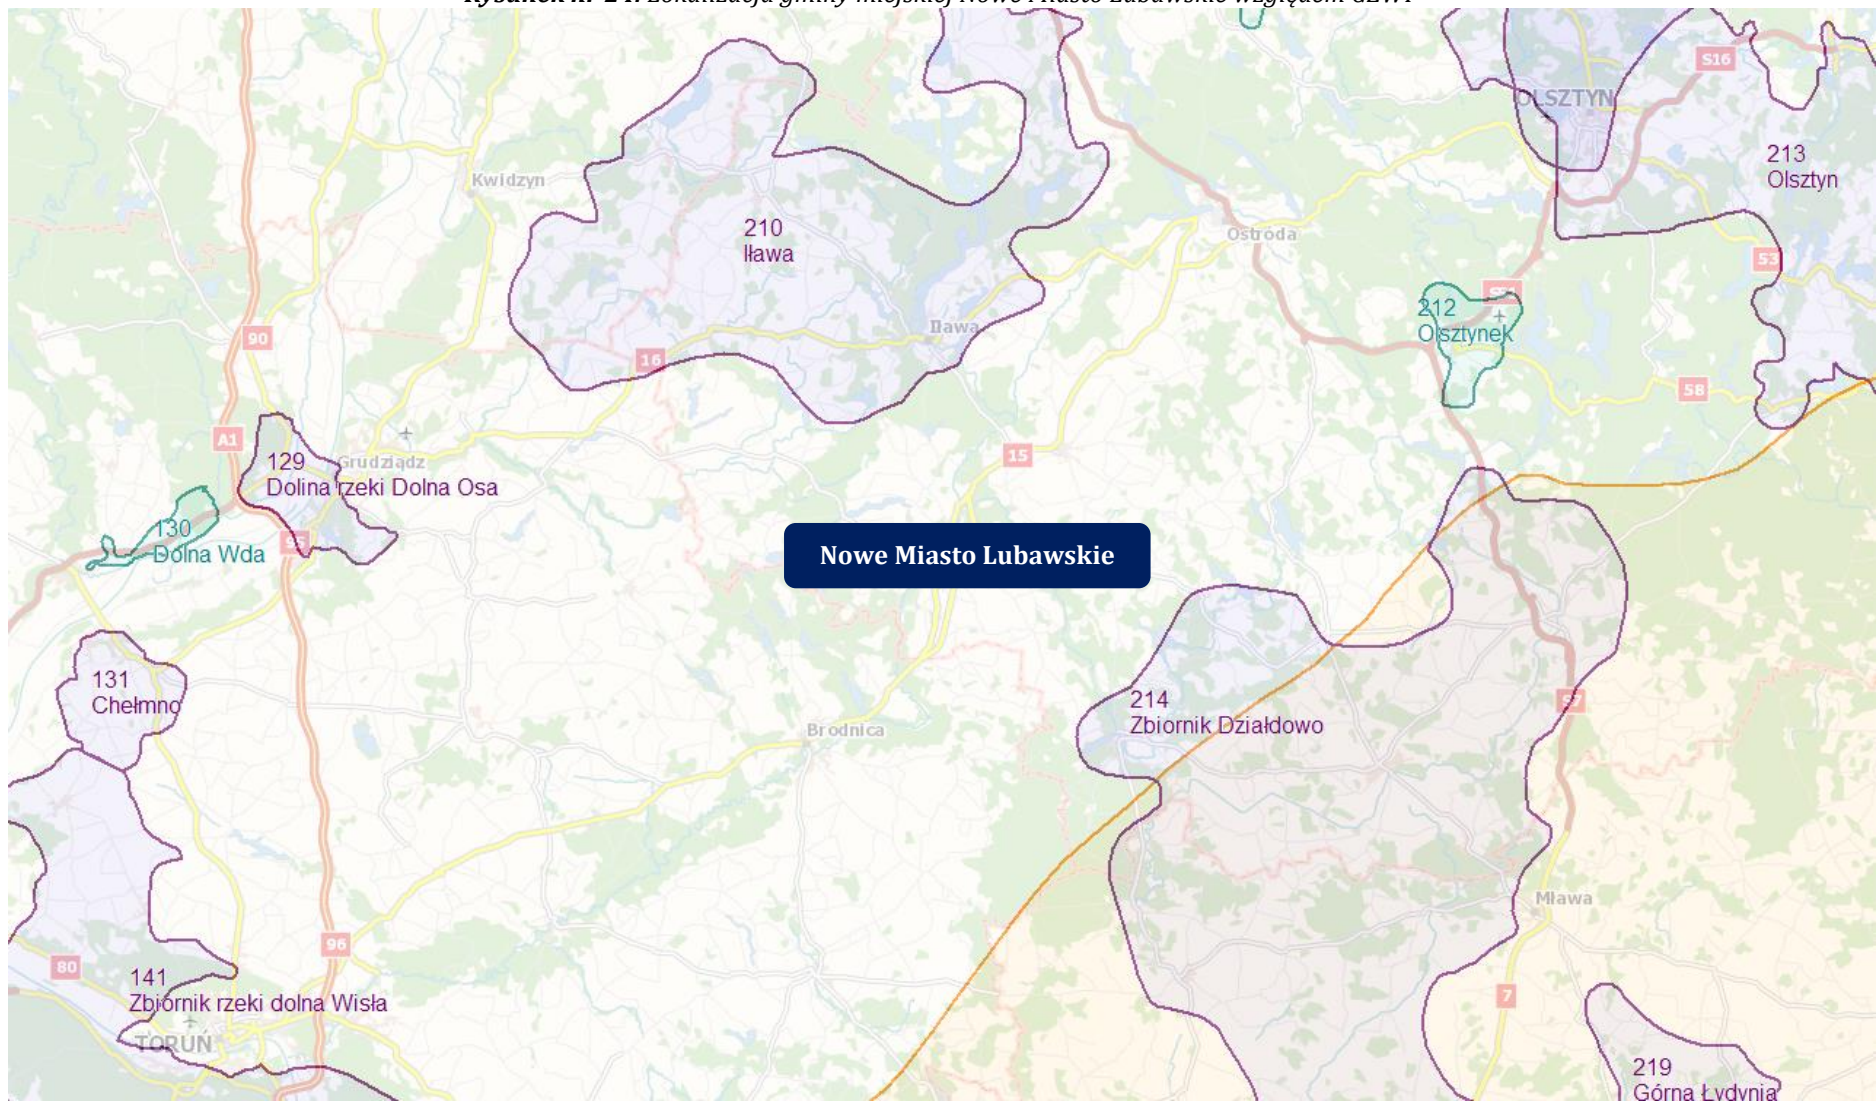 S16
OLSZTYN
213
Olsztyn
Kwidzyn
210
Iława
Ostróda
53
212
Olsztynek
Iława
90
16
58
A1
15
129
Grudziądz
Dolina rzeki Dolna Osa
130
Dolna Wda
95
Nowe Miasto Lubawskie
131
Chełmno
214
Zbiornik Działdowo
Brodnica
Mława
96
80
141
Zbiornik rzeki dolna Wisła
7
TORUŃ
219
Górna Łydynia